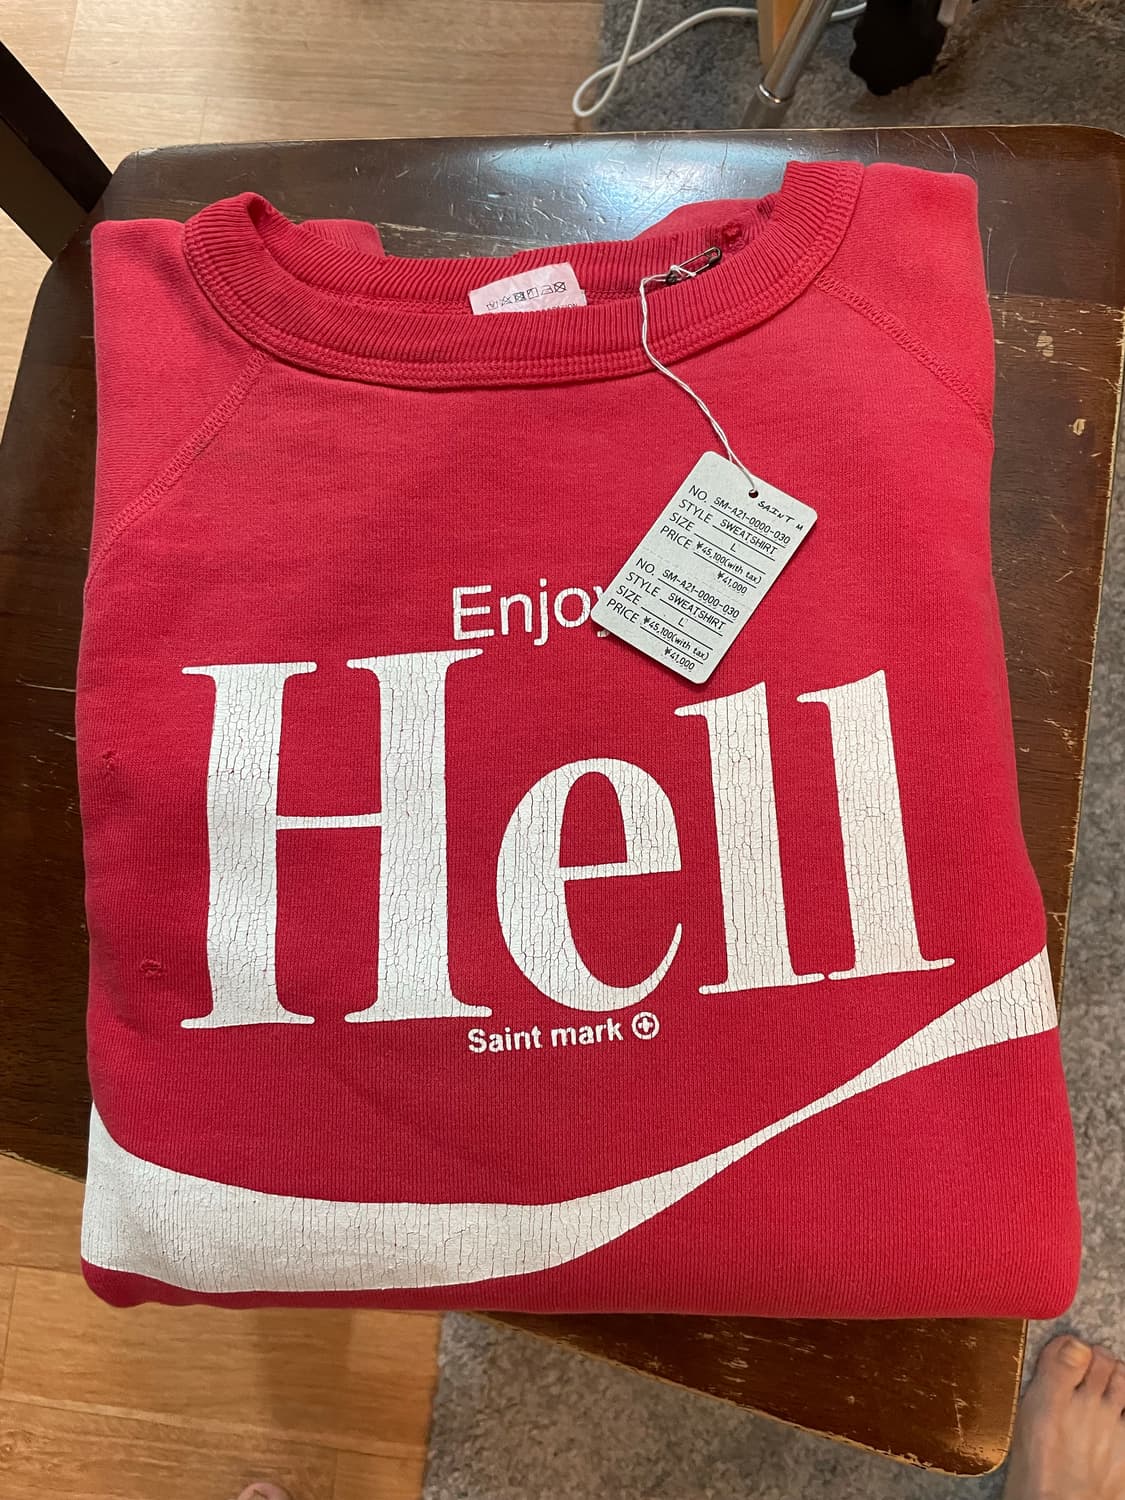 Enjoy
Hell
Saint mark
SAINT M
NO. SM-A21-0000-030
STYLE SWEATSHIRT
SIZE L
PRICE ¥45,100(with tax)
¥41,000
NO. SM-A21-0000-030
STYLE SWEATSHIRT
SIZE L
PRICE ¥45,100(with tax)
¥41,000